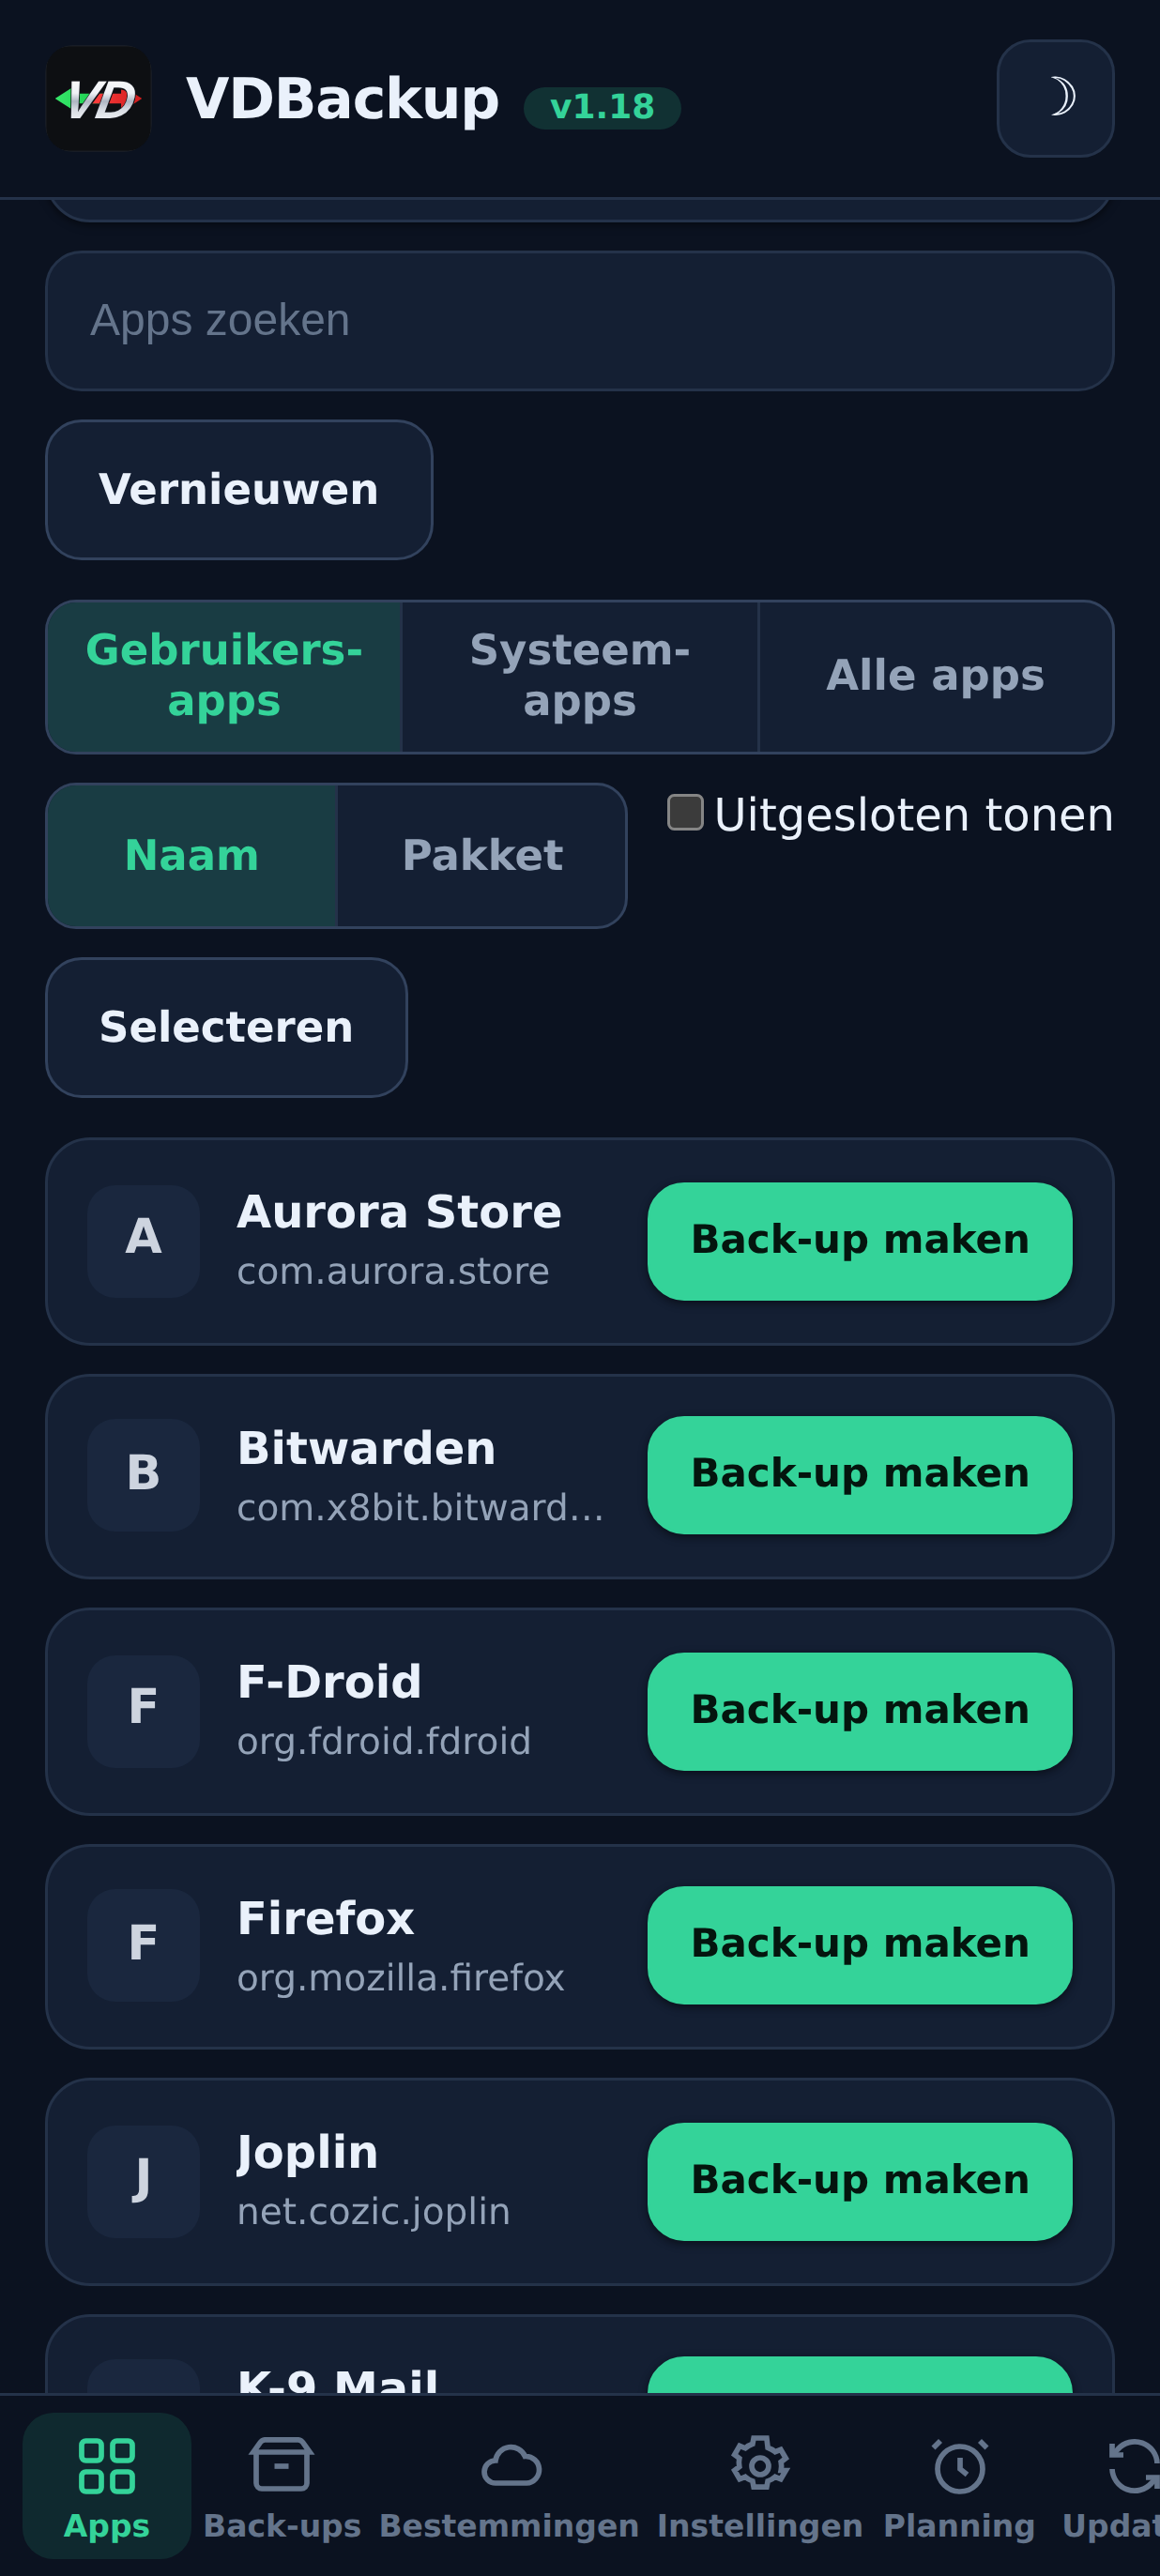 VD
VDBackup v1.18
Apps zoeken
Vernieuwen
Gebruikers-
apps
Systeem-
apps
Alle apps
Naam
Pakket
Uitgesloten tonen
Selecteren
A
Aurora Store
com.aurora.store
Back-up maken
B
Bitwarden
com.x8bit.bitward...
Back-up maken
F
F-Droid
org.fdroid.fdroid
Back-up maken
F
Firefox
org.mozilla.firefox
Back-up maken
J
Joplin
net.cozic.joplin
Back-up maken
K-9 Mail
Apps
Back-ups
Bestemmingen
Instellingen
Planning
Updat